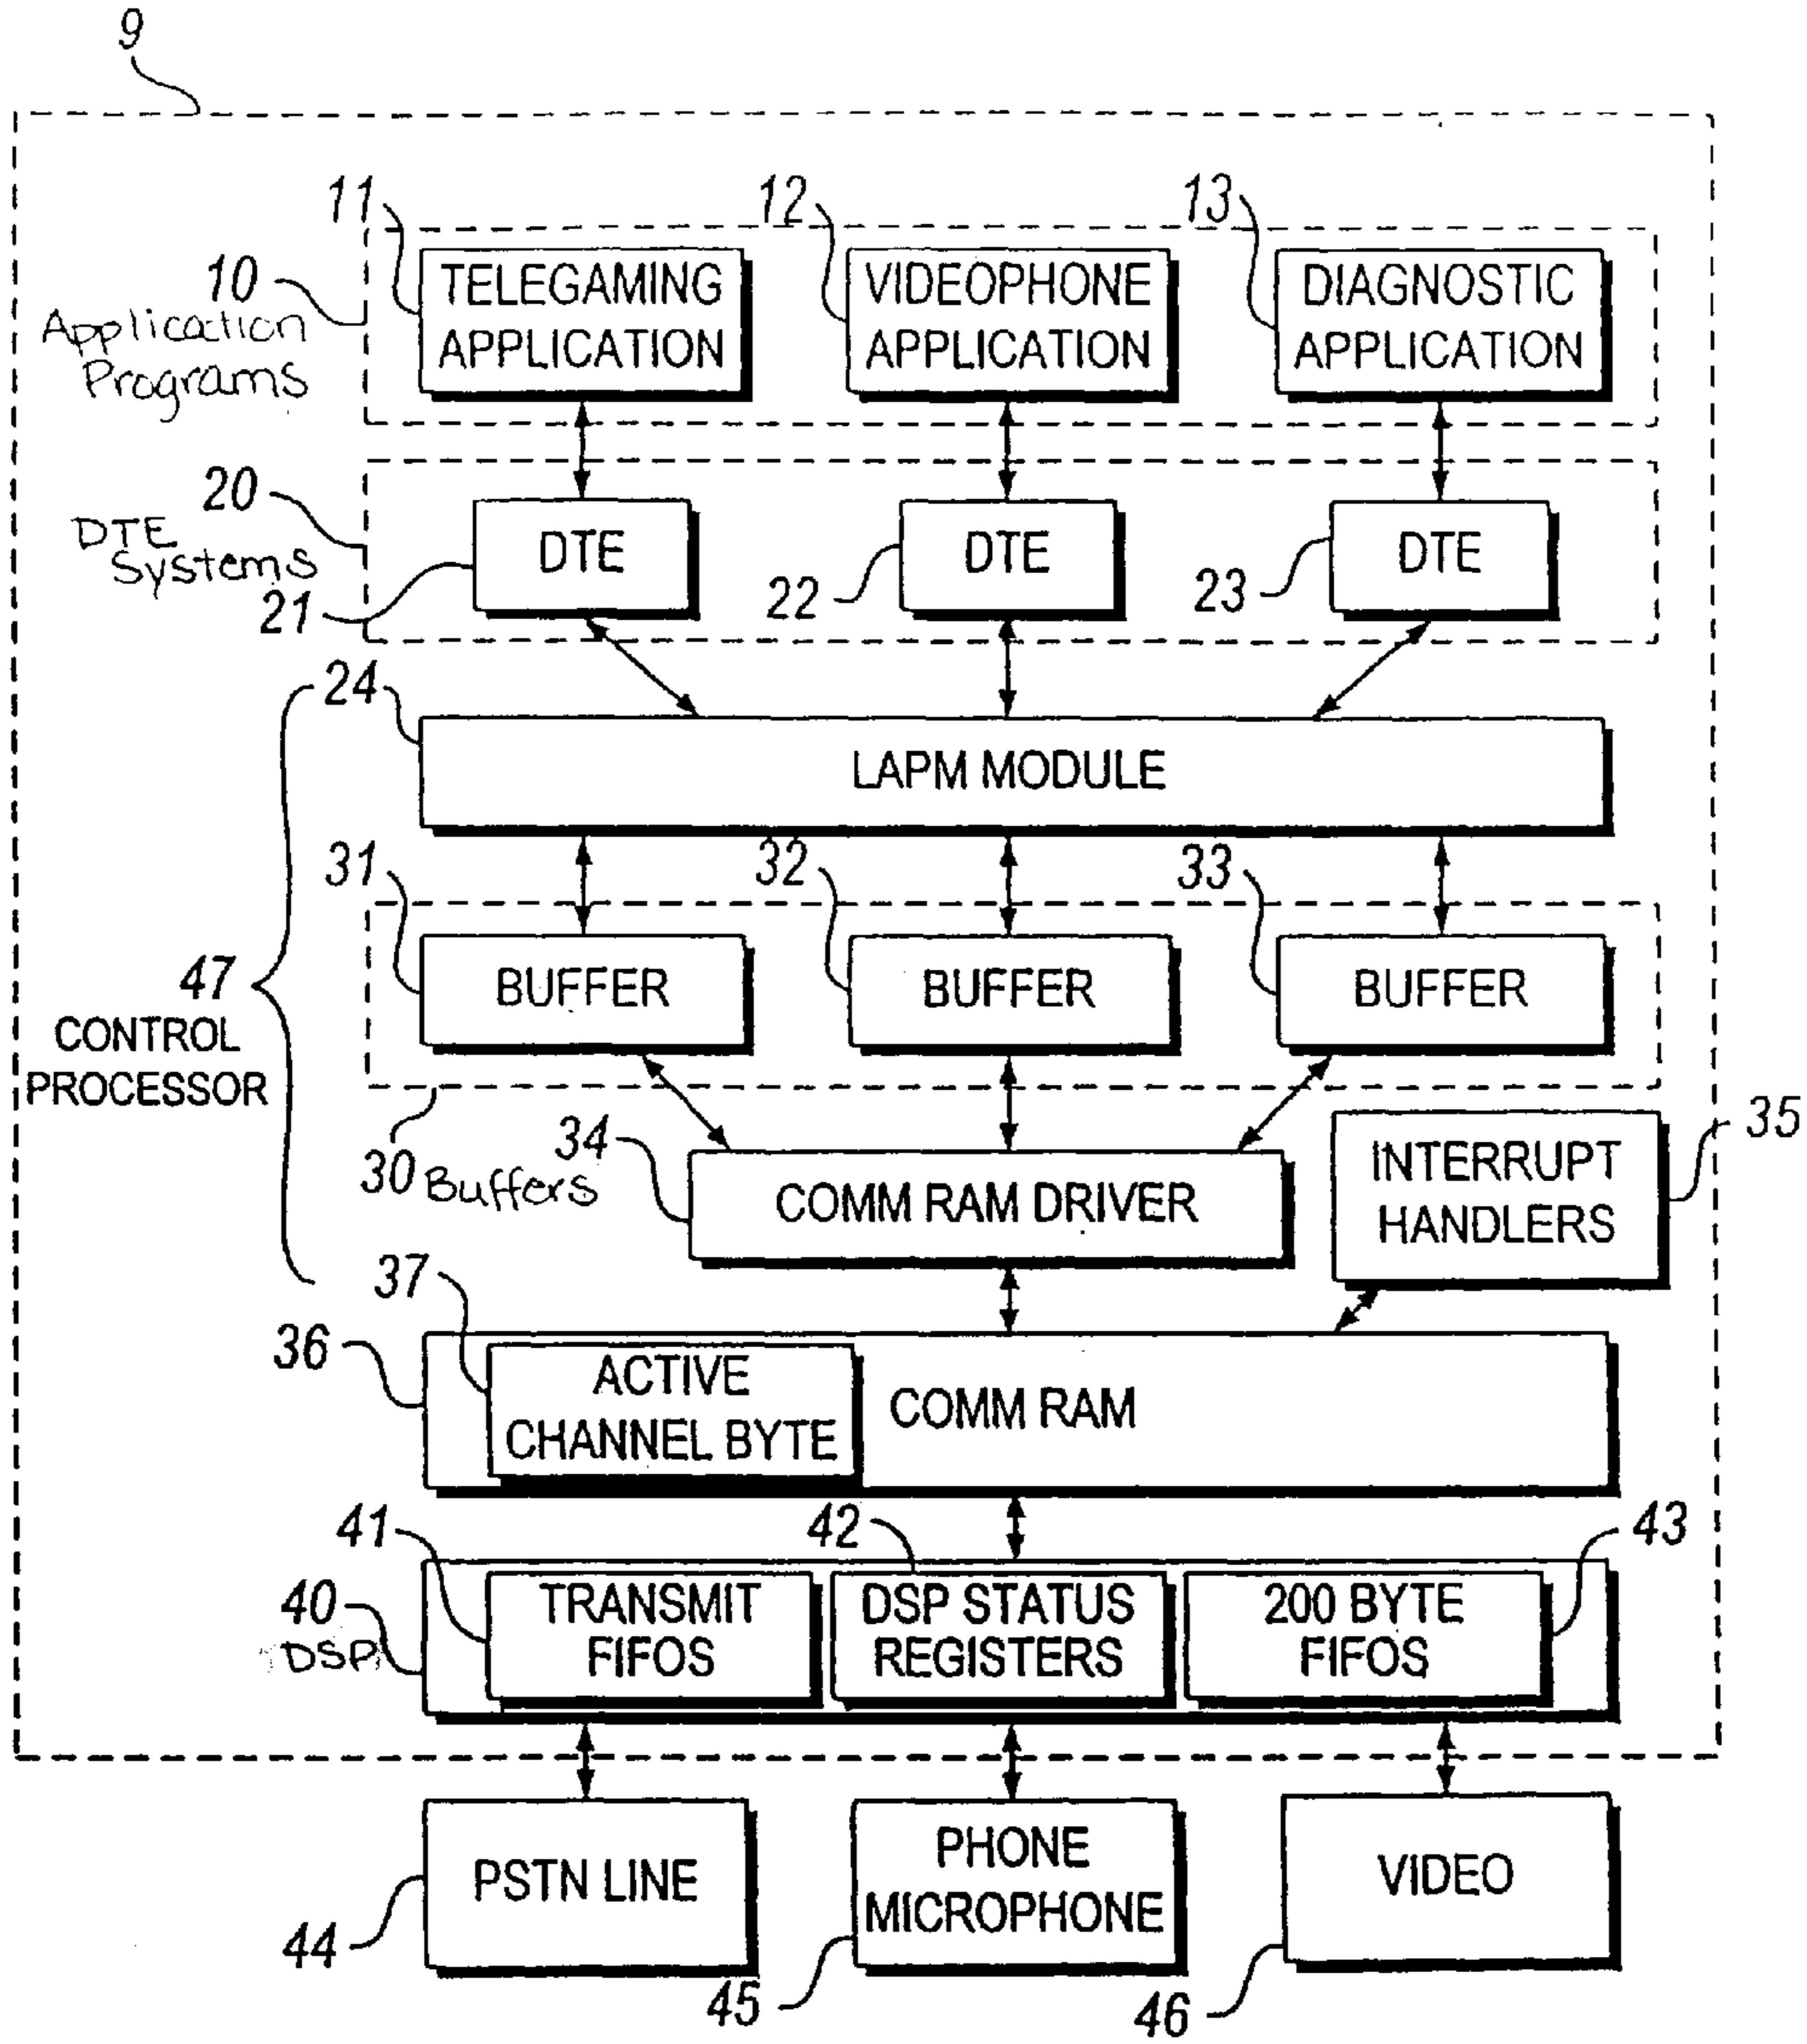 9
11
12
13
10
Application
Programs
TELEGAMING
APPLICATION
VIDEOPHONE
APPLICATION
DIAGNOSTIC
APPLICATION
20
DTE
Systems
21
DTE
22
DTE
23
DTE
24
LAPM MODULE
31
32
33
BUFFER
BUFFER
BUFFER
47
CONTROL
PROCESSOR
30 Buffers
34
COMM RAM DRIVER
35
INTERRUPT
HANDLERS
37
36
ACTIVE
CHANNEL BYTE
COMM RAM
41
42
43
40
DSP
TRANSMIT
FIFOS
DSP STATUS
REGISTERS
200 BYTE
FIFOS
PSTN LINE
PHONE
MICROPHONE
VIDEO
44
45
46